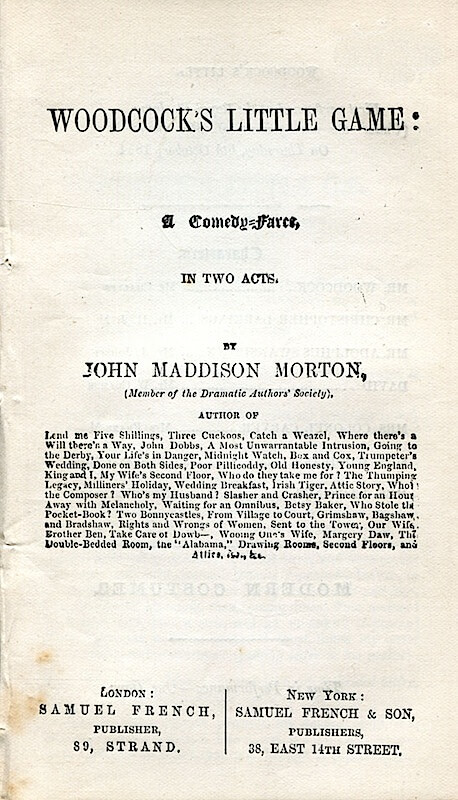 WOODCOCK'S LITTLE GAME:
A Comedy-Farce,
IN TWO ACTS.
BY
JOHN MADDISON MORTON,
(Member of the Dramatic Authors' Society),
AUTHOR OF
Lend me Five Shillings, Three Cuckoos, Catch a Weazel, Where there's a
Will there's a Way, John Dobbs, A Most Unwarrantable Intrusion, Going to
the Derby, Your Life's in Danger, Midnight Watch, Box and Cox, Trumpeter's
Wedding, Done on Both Sides, Poor Pillicoddy, Old Honesty, Young England,
King and I, My Wife's Second Floor, Who do they take me for? The Thumping
Legacy, Milliners' Holiday, Wedding Breakfast, Irish Tiger, Attic Story, Who's
the Composer? Who's my Husband? Slasher and Crasher, Prince for an Hour
Away with Melancholy, Waiting for an Omnibus, Betsy Baker, Who Stole the
Pocket-Book? Two Bonnycastles, From Village to Court, Grimshaw, Bagshaw,
and Bradshaw, Rights and Wrongs of Women, Sent to the Tower, Our Wife,
Brother Ben, Take Care of Dowb—, Wooing One's Wife, Margery Daw, The
Double-Bedded Room, the "Alabama," Drawing Rooms, Second Floors, and
Attics,
LONDON:
SAMUEL FRENCH,
PUBLISHER,
89, STRAND.
NEW YORK:
SAMUEL FRENCH & SON,
PUBLISHERS,
38, EAST 14TH STREET.
MODERN COSTUMES.